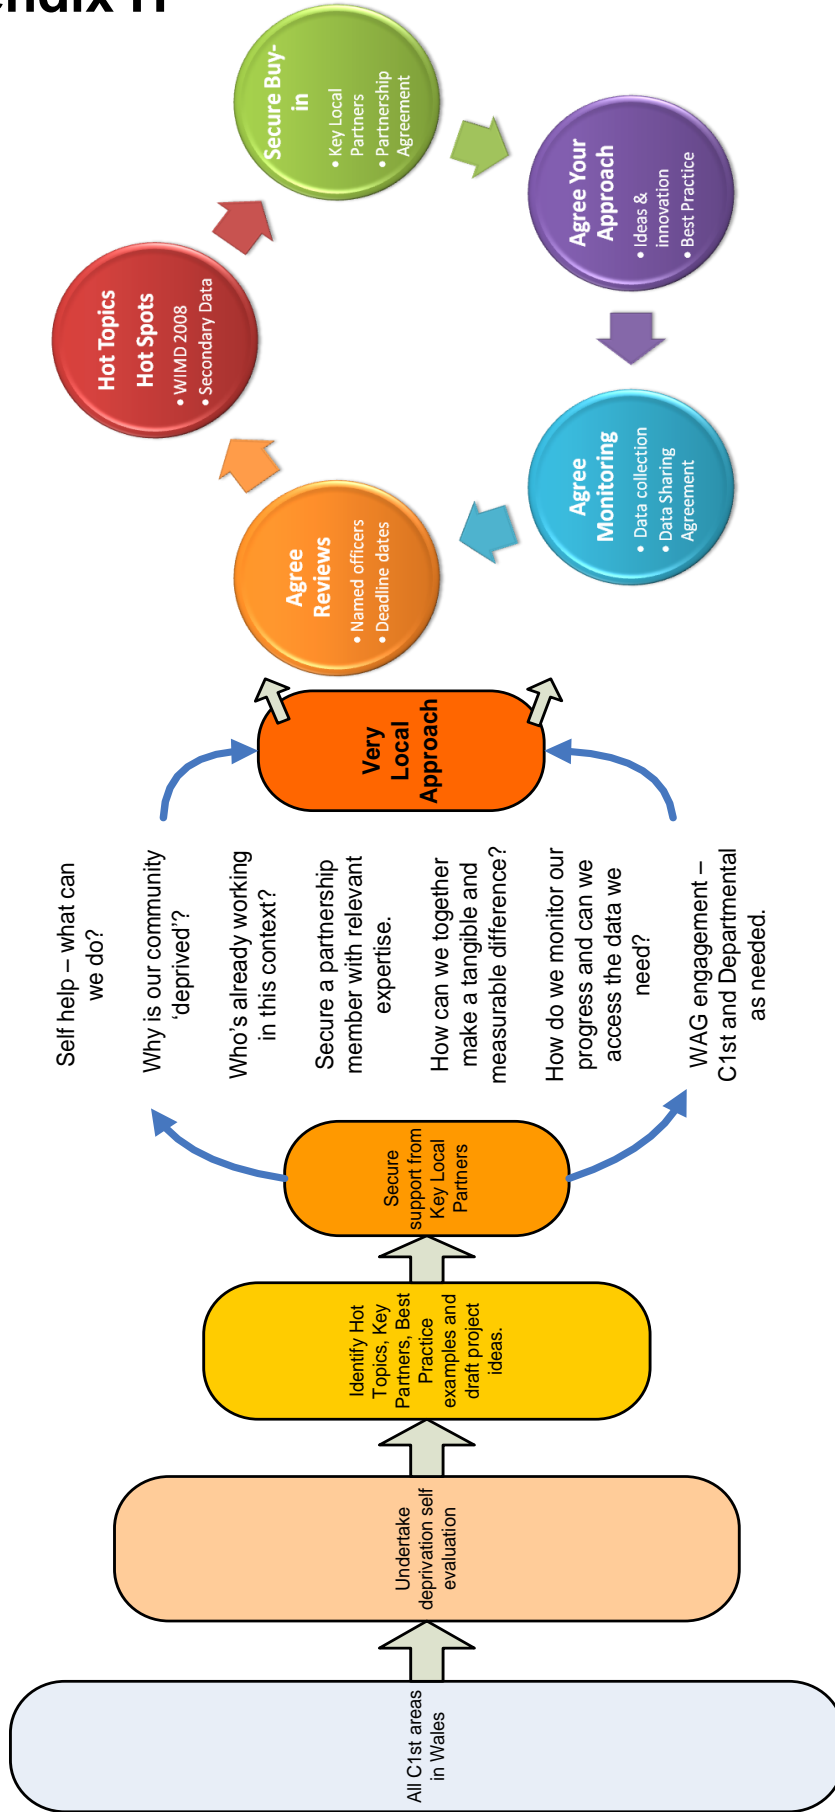 All C1st areas
in Wales
Undertake
deprivation self
evaluation
Identify Hot
Topics, Key
Partners, Best
Practice
examples and
draft project
ideas.
Secure
support from
Key Local
Partners
Self help – what can
we do?
Why is our community
‘deprived’?
Who’s already working
in this context?
Secure a partnership
member with relevant
expertise.
How can we together
make a tangible and
measurable difference?
How do we monitor our
progress and can we
access the data we
need?
WAG engagement –
C1st and Departmental
as needed.
Very
Local
Approach
Hot Topics
Hot Spots
• WIMD 2008
• Secondary Data
Secure Buy-
in
• Key Local
Partners
• Partnership
Agreement
Agree Your
Approach
• Ideas &
innovation
• Best Practice
Agree
Monitoring
• Data collection
• Data Sharing
Agreement
Agree
Reviews
• Named officers
• Deadline dates